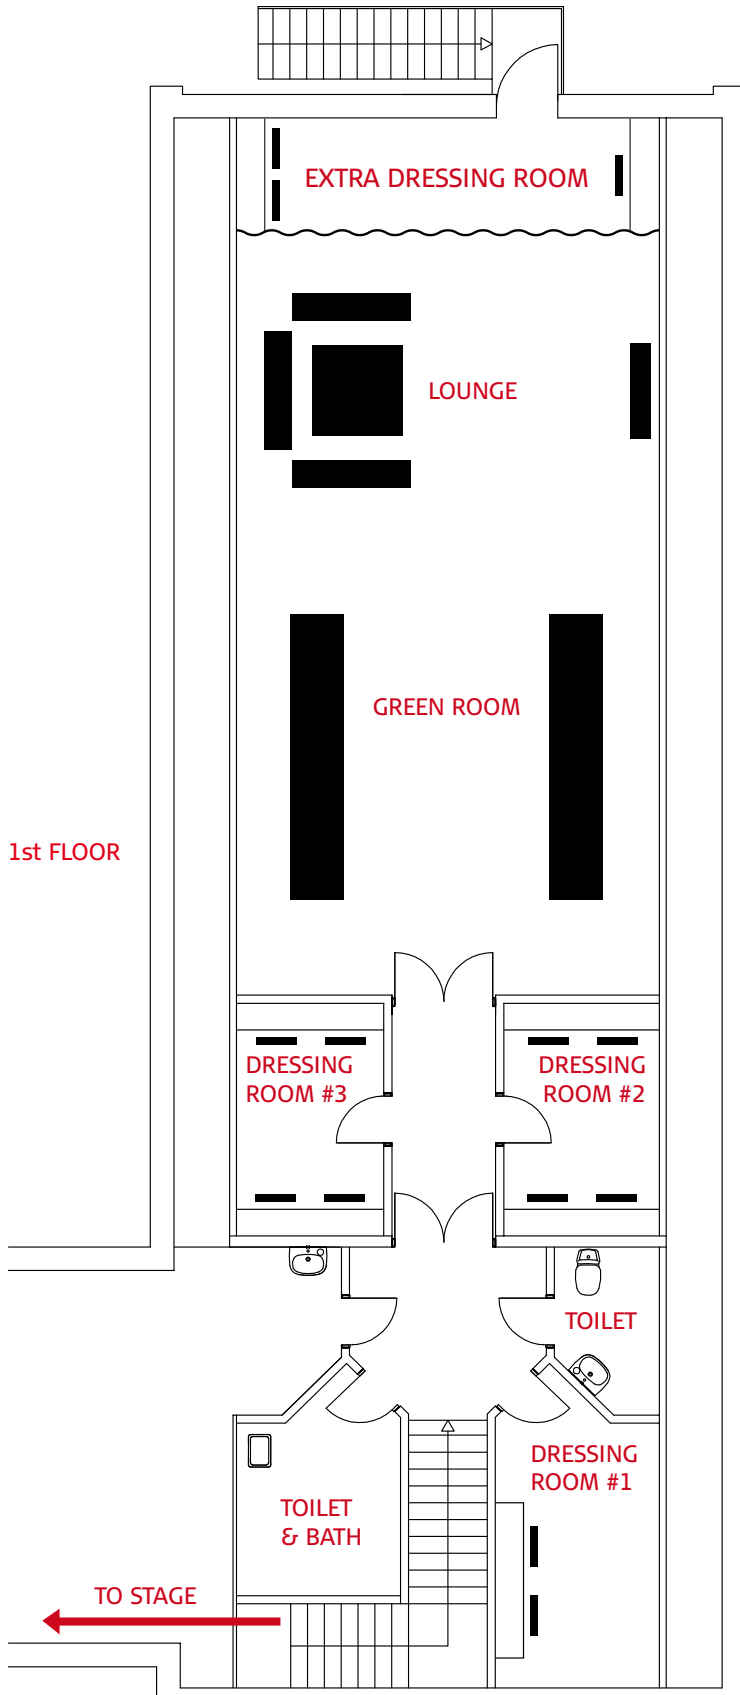 EXTRA DRESSING ROOM
LOUNGE
GREEN ROOM
1st FLOOR
DRESSING
ROOM #3
DRESSING
ROOM #2
TOILET
DRESSING
ROOM #1
TOILET
& BATH
TO STAGE